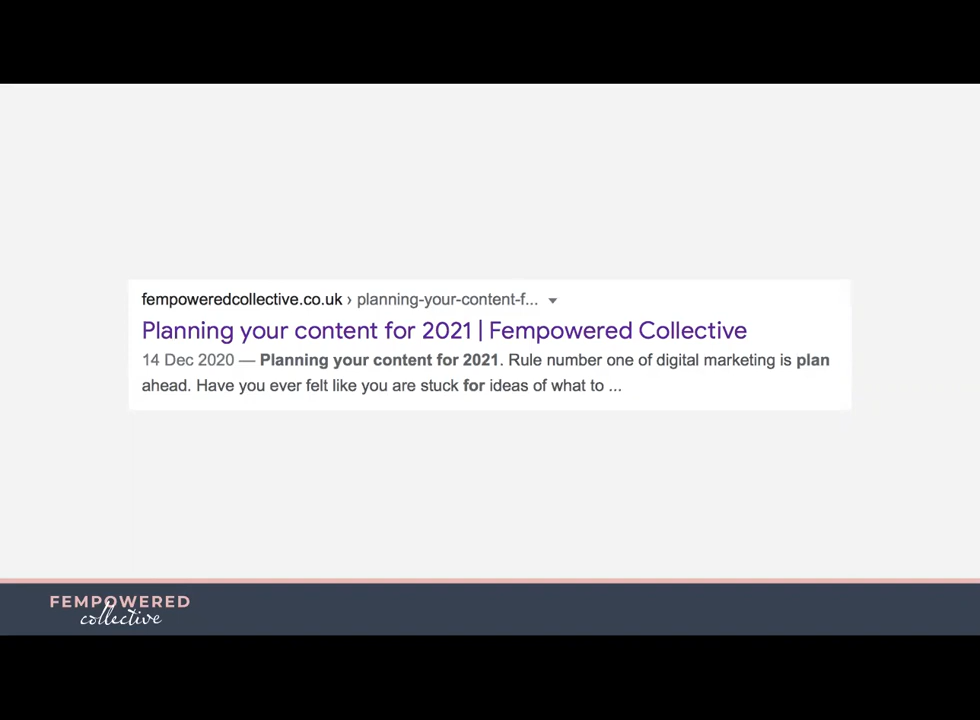 fempoweredcollective.co.uk › planning-your-content-f...
Planning your content for 2021 | Fempowered Collective
14 Dec 2020 — Planning your content for 2021. Rule number one of digital marketing is plan
ahead. Have you ever felt like you are stuck for ideas of what to ...
FEMPOWERED
collective